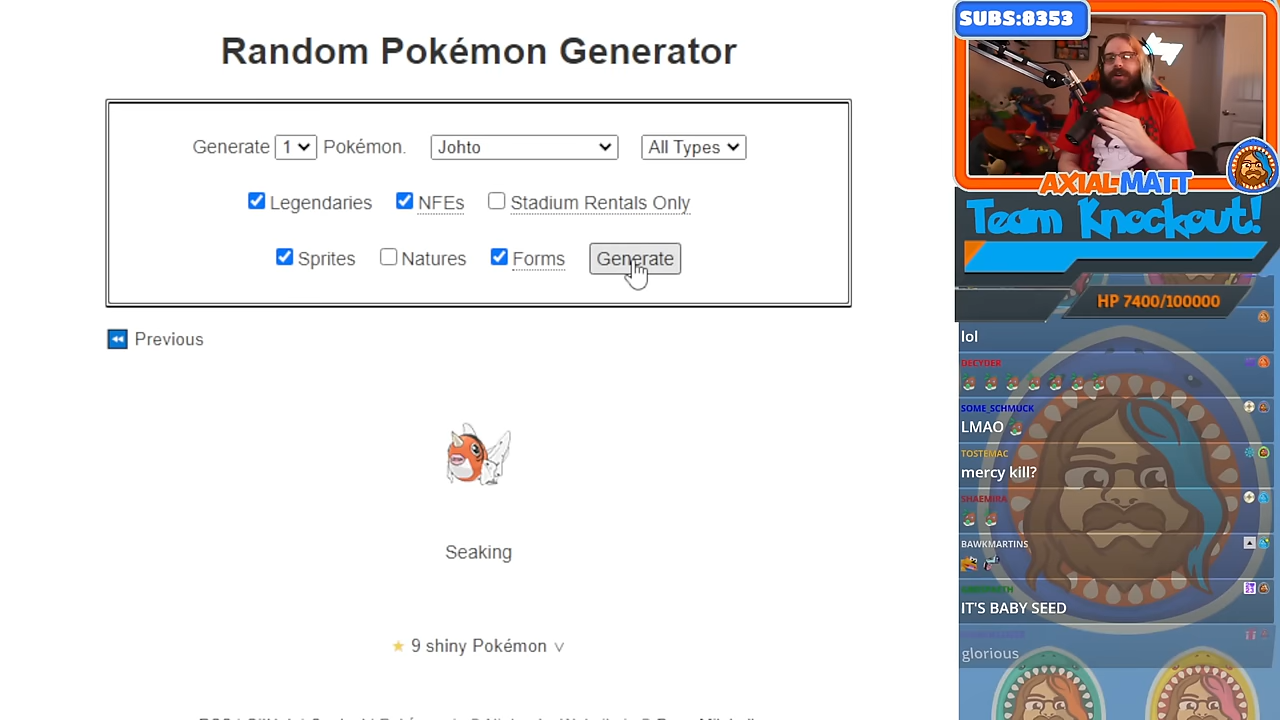 Random Pokémon Generator
Generate 1 Pokémon. Johto All Types
Legendaries NFEs Stadium Rentals Only
Sprites Natures Forms Generate
Previous
Seaking
9 shiny Pokémon
SUBS:8353
AXIALMATT
Team Knockout!
HP 7400/100000
lol
DECYDER
SOME_SCHMUCK
LMAO
TOSTEMAC
mercy kill?
SHAEMIRA
BAWKMARTINS
IT'S BABY SEED
glorious